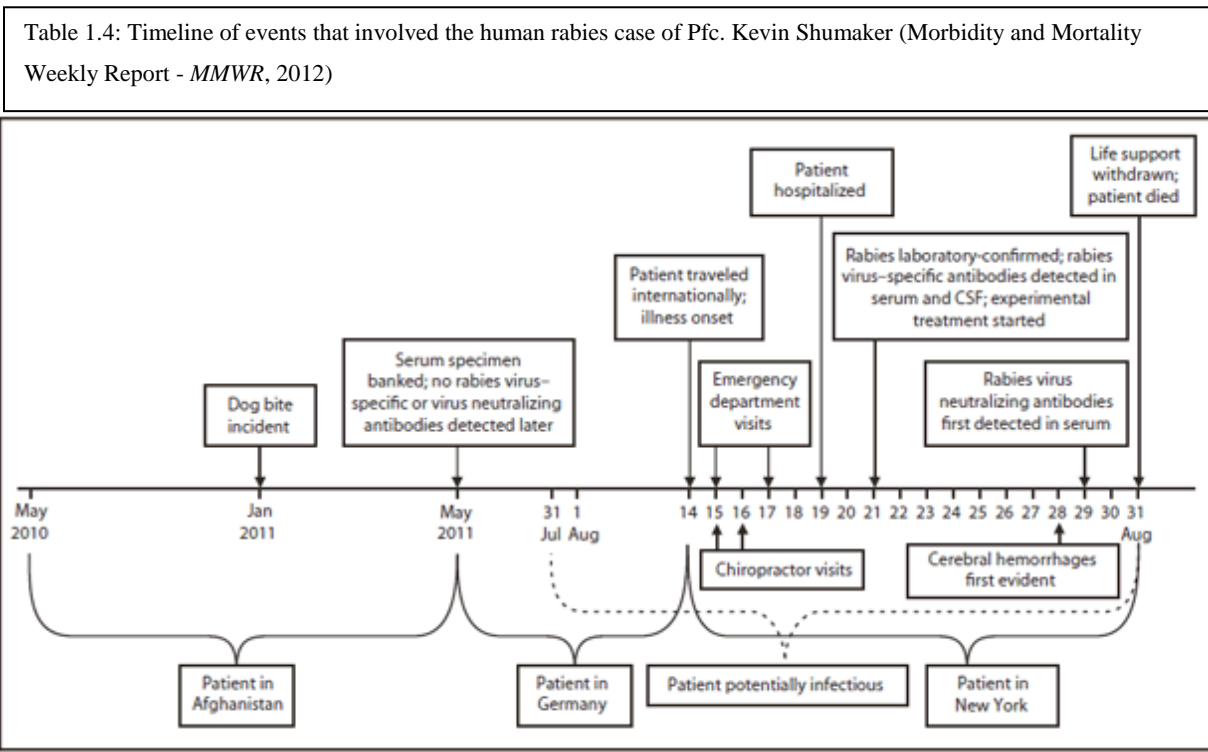 Table 1.4: Timeline of events that involved the human rabies case of Pfc. Kevin Shumaker (Morbidity and Mortality
Weekly Report - MMWR, 2012)
Life support
withdrawn;
patient died
Patient
hospitalized
Rabies laboratory-confirmed; rabies
virus–specific antibodies detected in
serum and CSF; experimental
treatment started
Patient traveled
internationally;
illness onset
Serum specimen
banked; no rabies virus–
specific or virus neutralizing
antibodies detected later
Emergency
department
visits
Rabies virus
neutralizing antibodies
first detected in serum
Dog bite
incident
May
2010
Jan
2011
May
2011
31
Jul
1
Aug
14 15 16 17 18 19 20 21 22 23 24 25 26 27 28 29 30 31
Aug
Chiropractor visits
Cerebral hemorrhages
first evident
Patient in
Afghanistan
Patient in
Germany
Patient potentially infectious
Patient in
New York